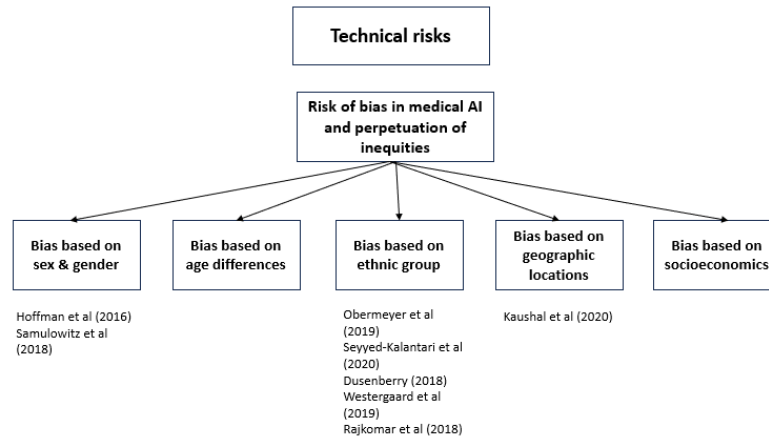 Technical risks
Risk of bias in medical AI
and perpetuation of
inequities
Bias based on
sex & gender
Bias based on
age differences
Bias based on
ethnic group
Bias based on
geographic
locations
Bias based on
socioeconomics
Hoffman et al (2016)
Samulowitz et al
(2018)
Obermeyer et al
(2019)
Seyyed-Kalantari et al
(2020)
Dusenberry (2018)
Westergaard et al
(2019)
Rajkomar et al (2018)
Kaushal et al (2020)